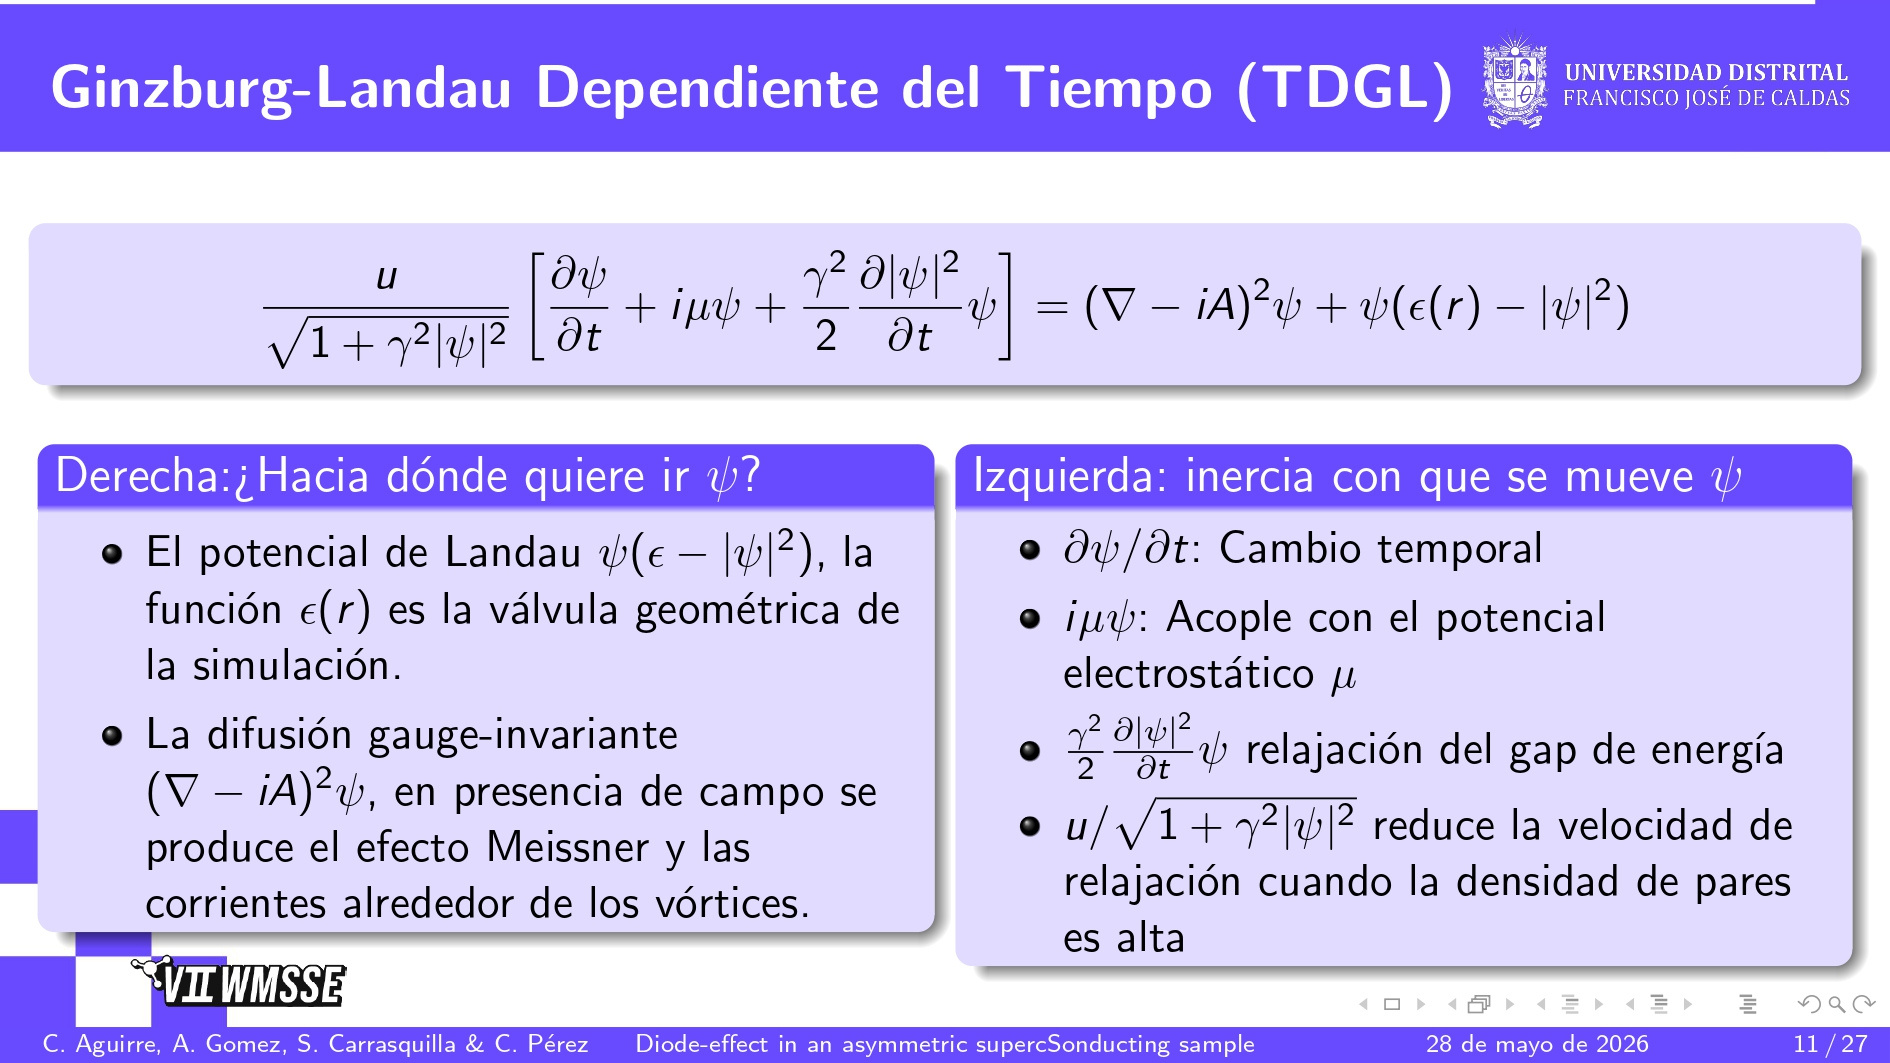 Ginzburg-Landau Dependiente del Tiempo (TDGL)
UNIVERSIDAD DISTRITAL
FRANCISCO JOSÉ DE CALDAS
u/√(1 + γ²|ψ|²) [∂ψ/∂t + iμψ + γ²/2 ∂|ψ|²/∂t ψ] = (∇ − iA)²ψ + ψ(ϵ(r) − |ψ|²)
Derecha:¿Hacia dónde quiere ir ψ?
El potencial de Landau ψ(ϵ − |ψ|²), la
función ϵ(r) es la válvula geométrica de
la simulación.
La difusión gauge-invariante
(∇ − iA)²ψ, en presencia de campo se
produce el efecto Meissner y las
corrientes alrededor de los vórtices.
Izquierda: inercia con que se mueve ψ
∂ψ/∂t: Cambio temporal
iμψ: Acople con el potencial
electrostático μ
γ²/2 ∂|ψ|²/∂t ψ relajación del gap de energía
u/√(1 + γ²|ψ|²) reduce la velocidad de
relajación cuando la densidad de pares
es alta
VII WMSSE
C. Aguirre, A. Gomez, S. Carrasquilla & C. Pérez
Diode-effect in an asymmetric supercSonducting sample
28 de mayo de 2026
11 / 27